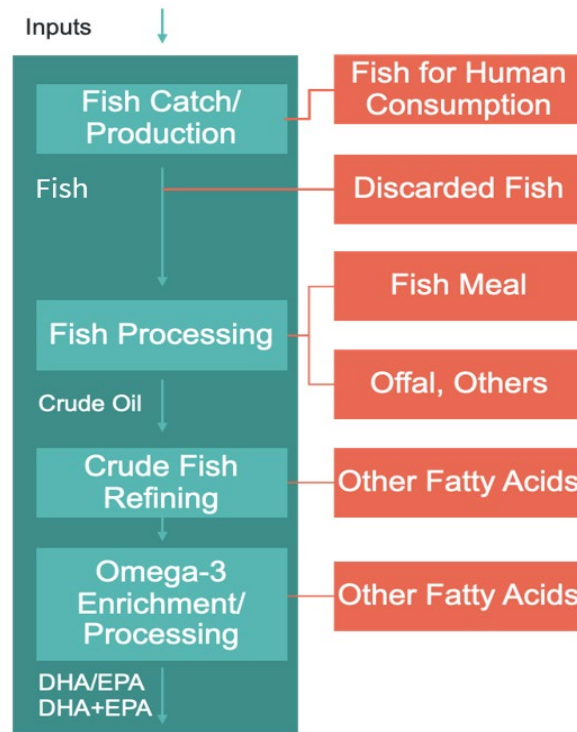 Inputs
Fish Catch/
Production
Fish for Human
Consumption
Fish
Discarded Fish
Fish Meal
Fish Processing
Offal, Others
Crude Oil
Crude Fish
Refining
Other Fatty Acids
Omega-3
Enrichment/
Processing
Other Fatty Acids
DHA/EPA
DHA+EPA